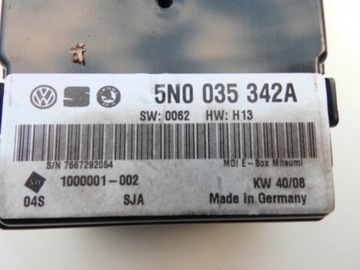 5N0 035 342A
SW: 0062 HW: H13
S/N 7667292054 MDI E-Box Mitsumi
1000001-002 KW 40/08
04S SJA Made in Germany